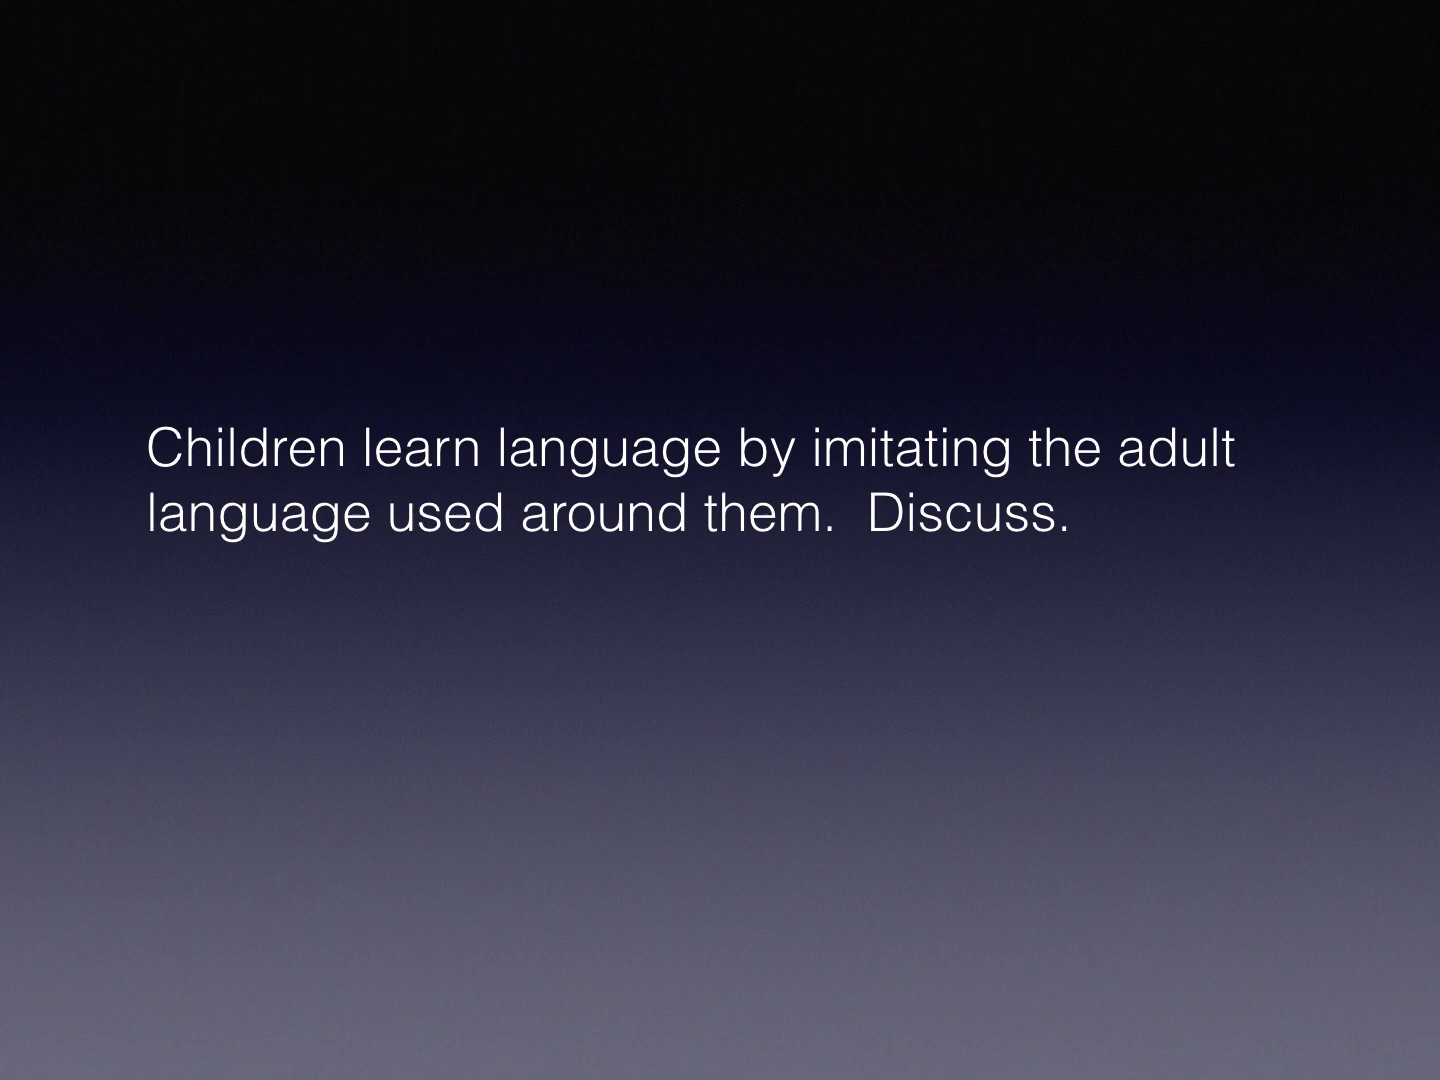 Children learn language by imitating the adult
language used around them.  Discuss.